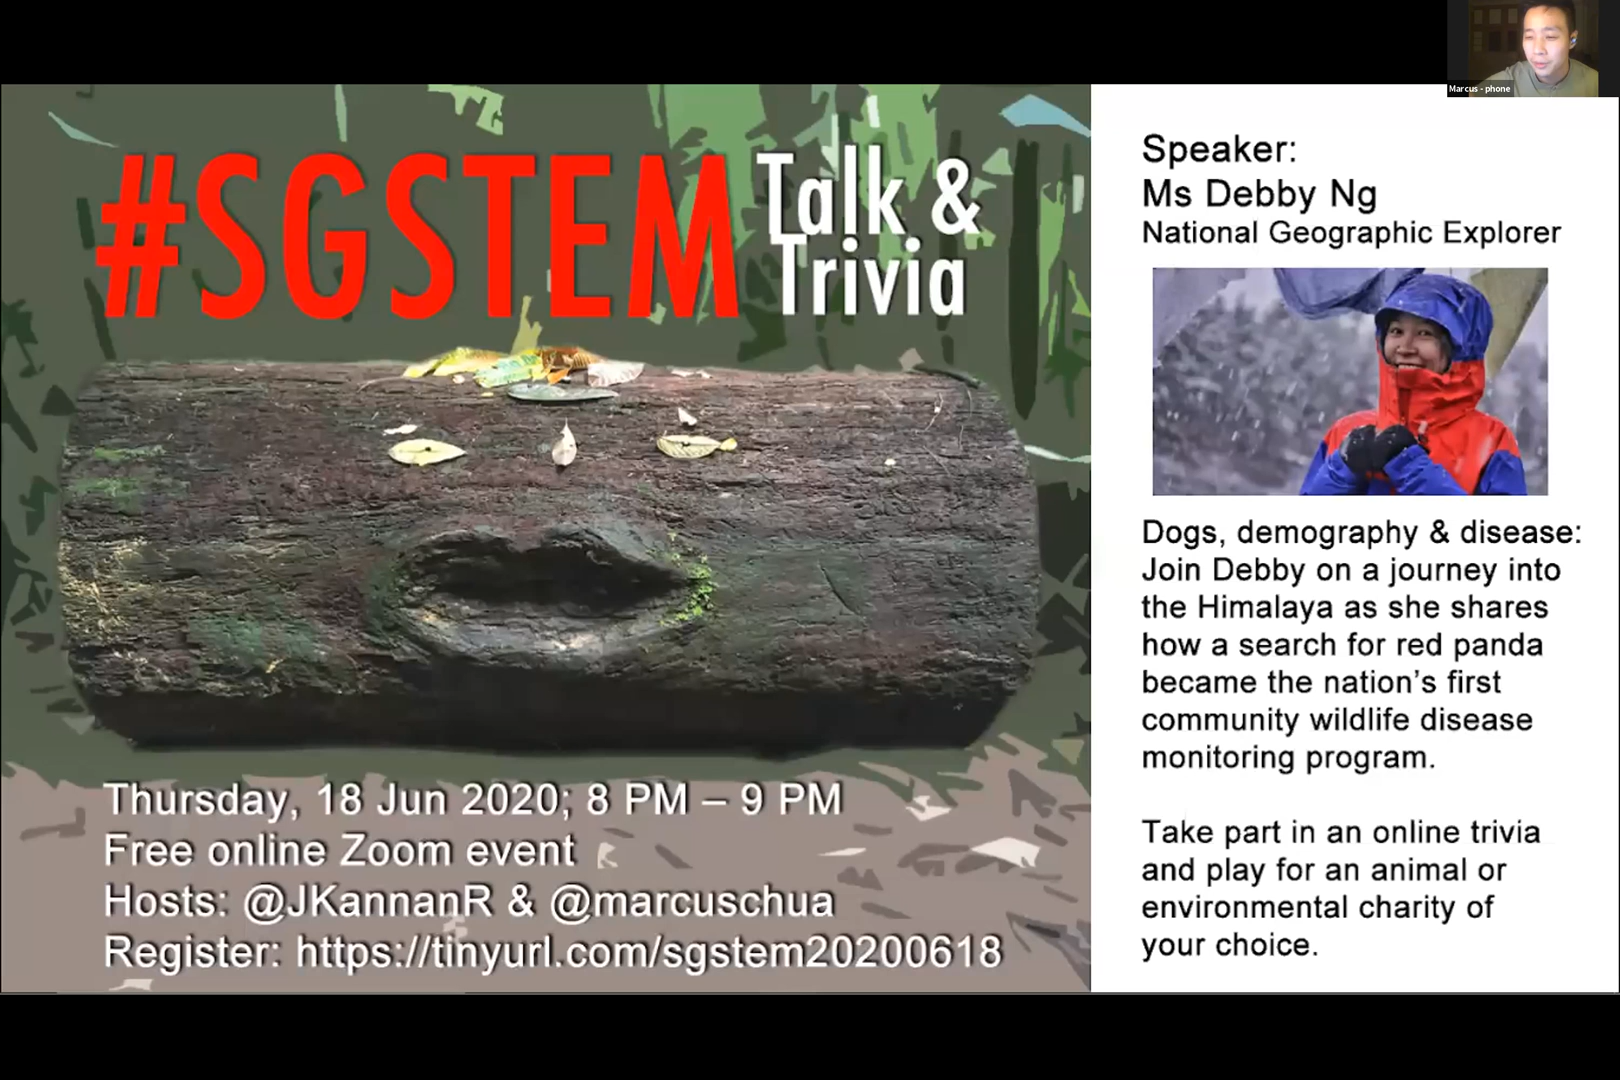 Marcus - phone
#SGSTEM Talk &
Trivia
Thursday, 18 Jun 2020; 8 PM – 9 PM
Free online Zoom event
Hosts: @JKannanR & @marcuschua
Register: https://tinyurl.com/sgstem20200618
Speaker:
Ms Debby Ng
National Geographic Explorer
Dogs, demography & disease:
Join Debby on a journey into
the Himalaya as she shares
how a search for red panda
became the nation's first
community wildlife disease
monitoring program.
Take part in an online trivia
and play for an animal or
environmental charity of
your choice.